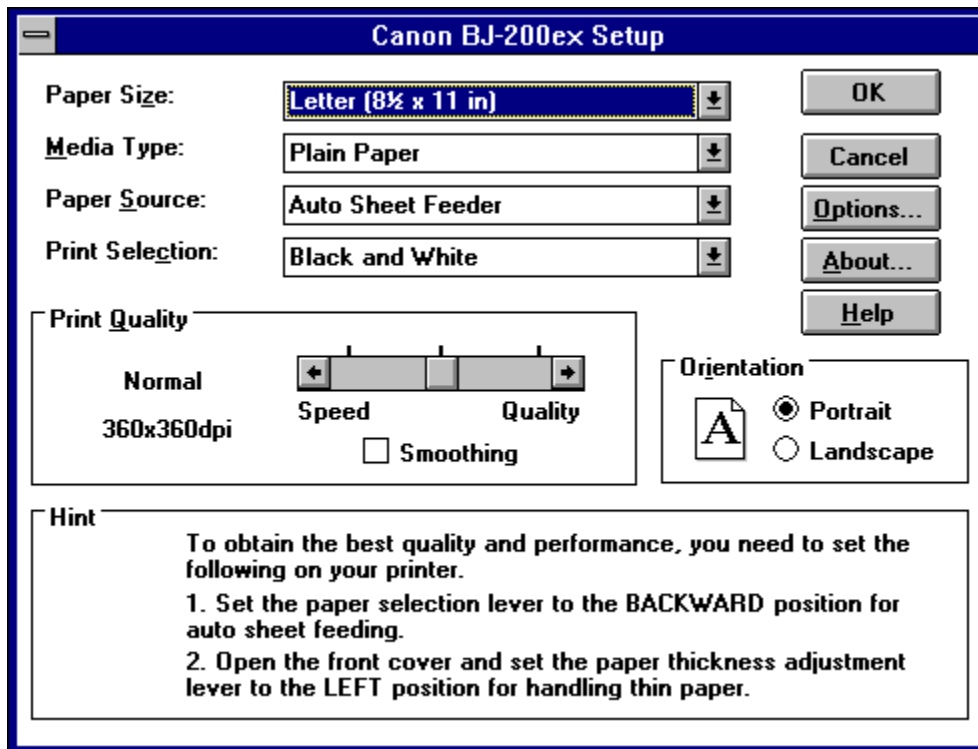 Canon BJ-200ex Setup
Paper Size: Letter (8½ x 11 in)
OK
Media Type: Plain Paper
Cancel
Paper Source: Auto Sheet Feeder
Options...
Print Selection: Black and White
About...
Help
Print Quality
Normal
360x360dpi
Speed Quality
Smoothing
Orientation
A
Portrait
Landscape
Hint
To obtain the best quality and performance, you need to set the
following on your printer.
1. Set the paper selection lever to the BACKWARD position for
auto sheet feeding.
2. Open the front cover and set the paper thickness adjustment
lever to the LEFT position for handling thin paper.